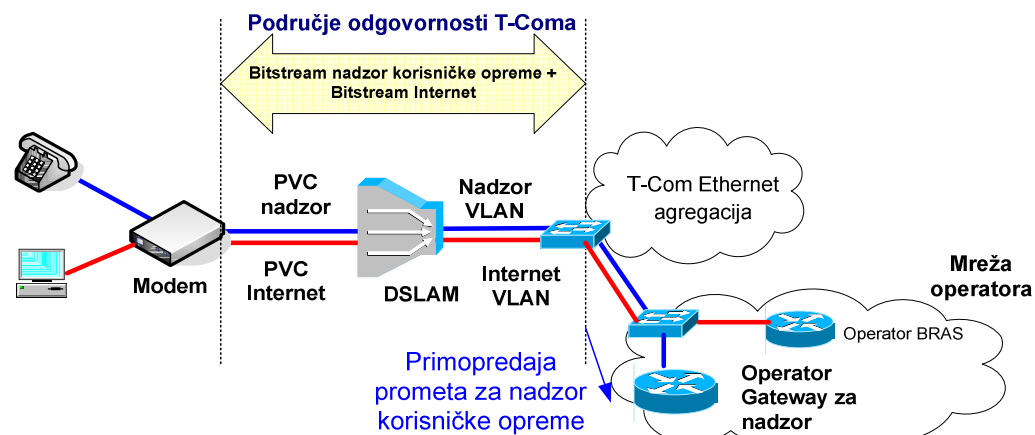 Područje odgovornosti T-Coma
Bitstream nadzor korisničke opreme +
Bitstream Internet
T-Com Ethernet
agregacija
PVC
nadzor
Nadzor
VLAN
Modem
PVC
Internet
DSLAM
Internet
VLAN
Mreža
operatora
Operator BRAS
Primopredaja
prometa za nadzor
korisničke opreme
Operator
Gateway za
nadzor